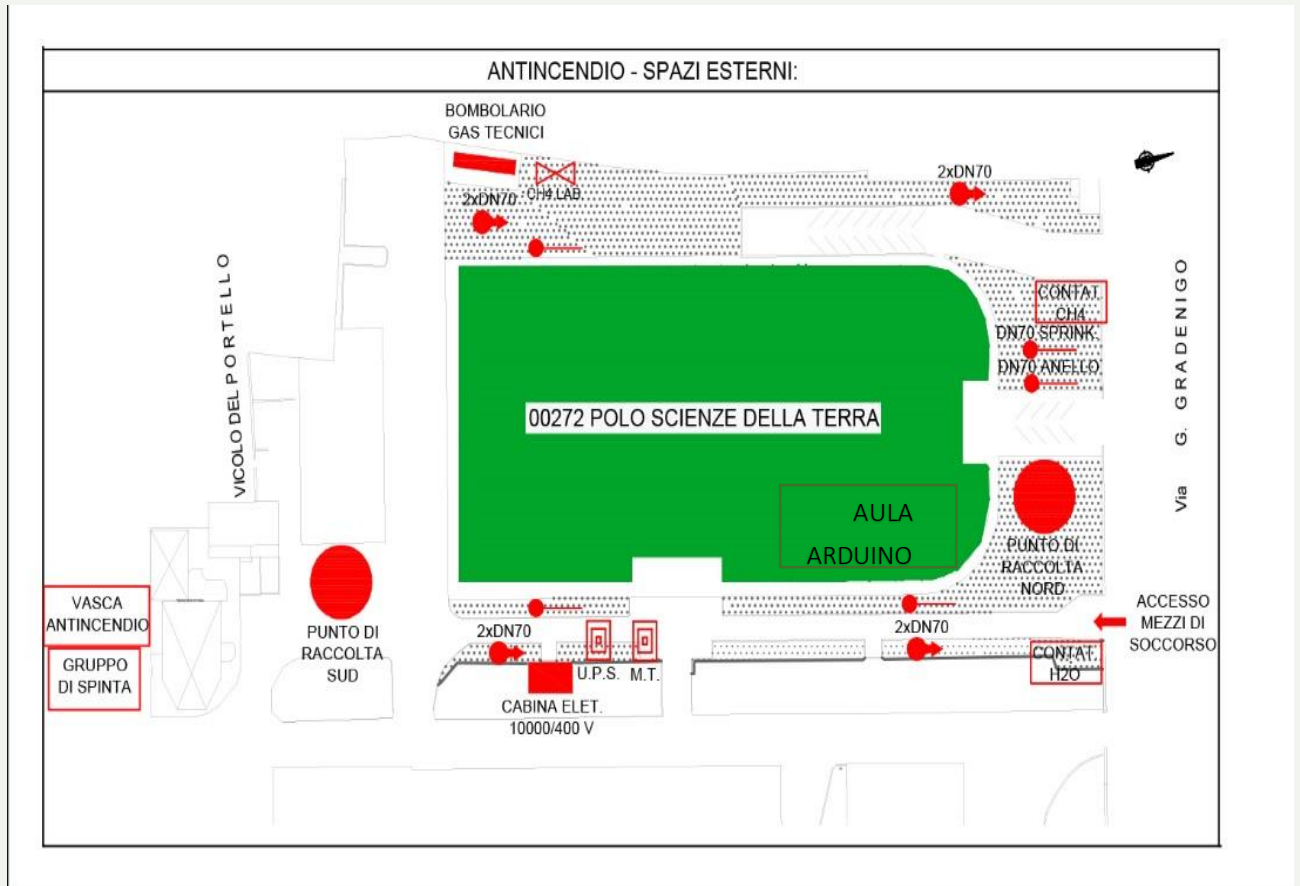 ANTINCENDIO - SPAZI ESTERNI:
BOMBOLARIO
GAS TECNICI
CH4 LAB
2xDN70
2xDN70
VICOLO DEL PORTELLO
Via G. GRADENIGO
CONTAT.
CH4
DN70 SPRINK.
DN70 ANELLO
00272 POLO SCIENZE DELLA TERRA
AULA
ARDUINO
PUNTO DI
RACCOLTA
NORD
VASCA
ANTINCENDIO
GRUPPO
DI SPINTA
PUNTO DI
RACCOLTA
SUD
2xDN70
U.P.S.
M.T.
CABINA ELET.
10000/400 V
2xDN70
ACCESSO
MEZZI DI
SOCCORSO
CONTAT.
H2O